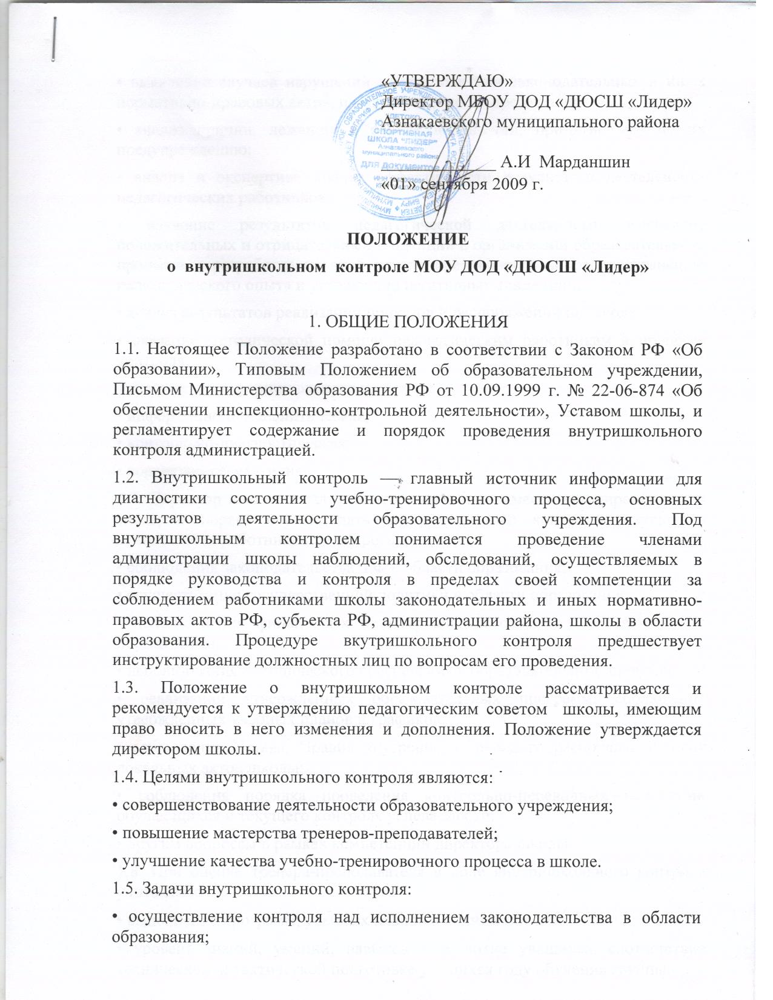 «УТВЕРЖДАЮ»
Директор МБОУ ДОД «ДЮСШ «Лидер»
Азнакаевского муниципального района
_____________ А.И Марданшин
«01» сентября 2009 г.
СПОРТИВНАЯ
ШКОЛА "ЛИДЕР"
Азнакаевского
муниципального района
для документов
ПОЛОЖЕНИЕ
о внутришкольном контроле МОУ ДОД «ДЮСШ «Лидер»
1. ОБЩИЕ ПОЛОЖЕНИЯ
1.1. Настоящее Положение разработано в соответствии с Законом РФ «Об
образовании», Типовым Положением об образовательном учреждении,
Письмом Министерства образования РФ от 10.09.1999 г. № 22-06-874 «Об
обеспечении инспекционно-контрольной деятельности», Уставом школы, и
регламентирует содержание и порядок проведения внутришкольного
контроля администрацией.
1.2. Внутришкольный контроль — главный источник информации для
диагностики состояния учебно-тренировочного процесса, основных
результатов деятельности образовательного учреждения. Под
внутришкольным контролем понимается проведение членами
администрации школы наблюдений, обследований, осуществляемых в
порядке руководства и контроля в пределах своей компетенции за
соблюдением работниками школы законодательных и иных нормативно-
правовых актов РФ, субъекта РФ, администрации района, школы в области
образования. Процедуре вкутришкольного контроля предшествует
инструктирование должностных лиц по вопросам его проведения.
1.3. Положение о внутришкольном контроле рассматривается и
рекомендуется к утверждению педагогическим советом школы, имеющим
право вносить в него изменения и дополнения. Положение утверждается
директором школы.
1.4. Целями внутришкольного контроля являются:
• совершенствование деятельности образовательного учреждения;
• повышение мастерства тренеров-преподавателей;
• улучшение качества учебно-тренировочного процесса в школе.
1.5. Задачи внутришкольного контроля:
• осуществление контроля над исполнением законодательства в области
образования;